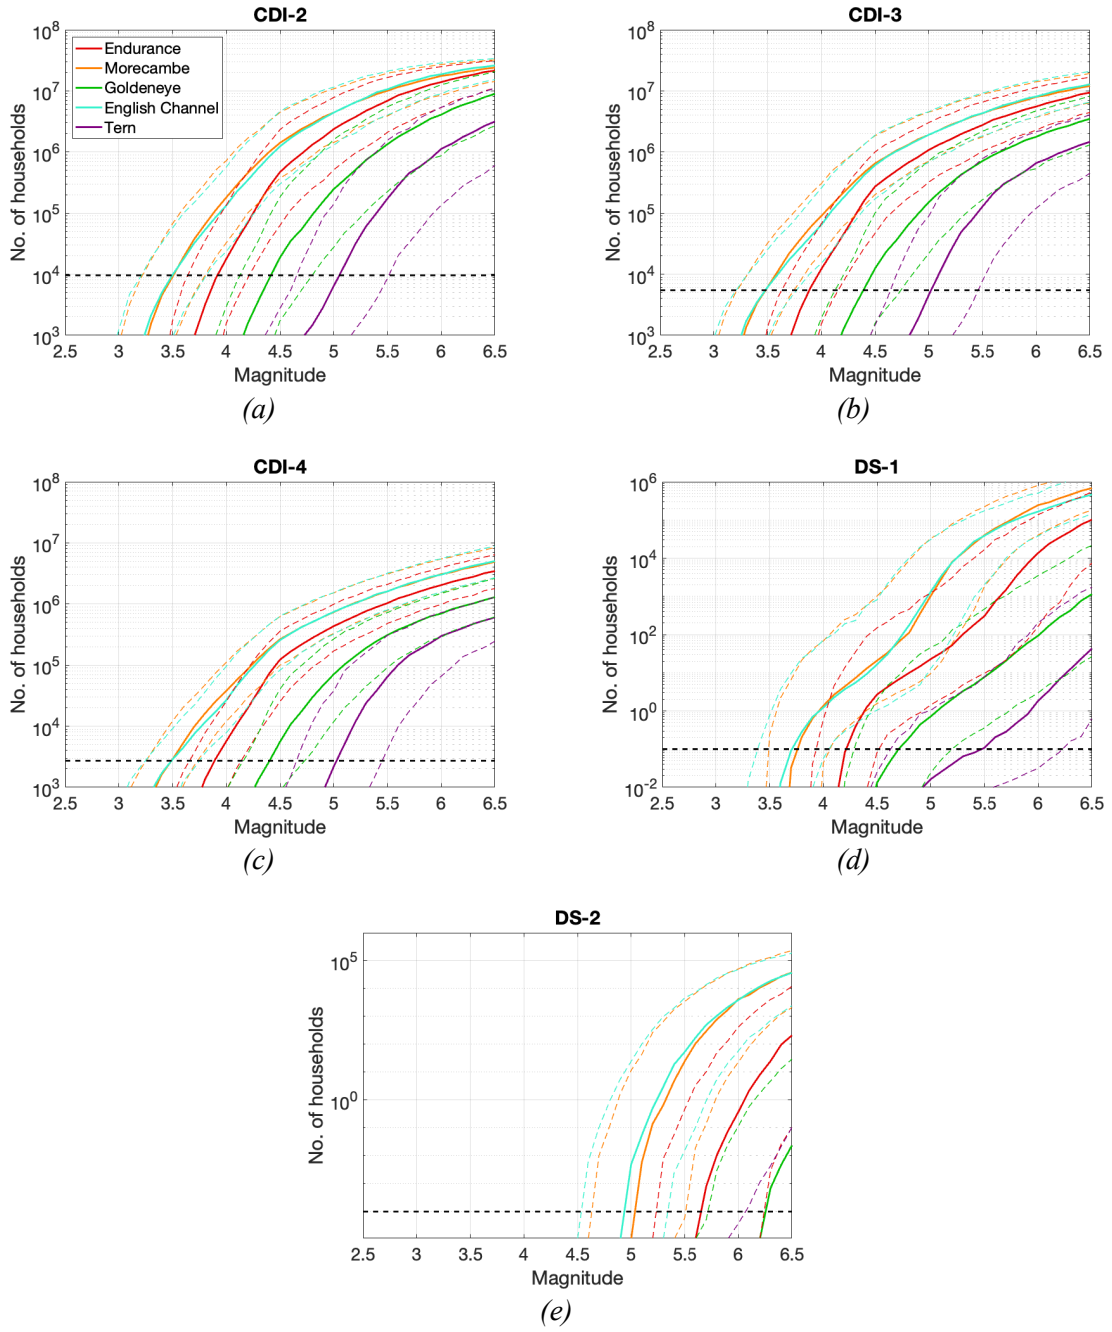 CDI-2
10^8
10^7
10^6
10^5
10^4
10^3
No. of households
Endurance
Morecambe
Goldeneye
English Channel
Tern
2.5 3 3.5 4 4.5 5 5.5 6 6.5
Magnitude
(a)
CDI-3
10^8
10^7
10^6
10^5
10^4
10^3
No. of households
2.5 3 3.5 4 4.5 5 5.5 6 6.5
Magnitude
(b)
CDI-4
10^8
10^7
10^6
10^5
10^4
10^3
No. of households
2.5 3 3.5 4 4.5 5 5.5 6 6.5
Magnitude
(c)
DS-1
10^6
10^4
10^2
10^0
10^-2
No. of households
2.5 3 3.5 4 4.5 5 5.5 6 6.5
Magnitude
(d)
DS-2
10^5
10^0
No. of households
2.5 3 3.5 4 4.5 5 5.5 6 6.5
Magnitude
(e)